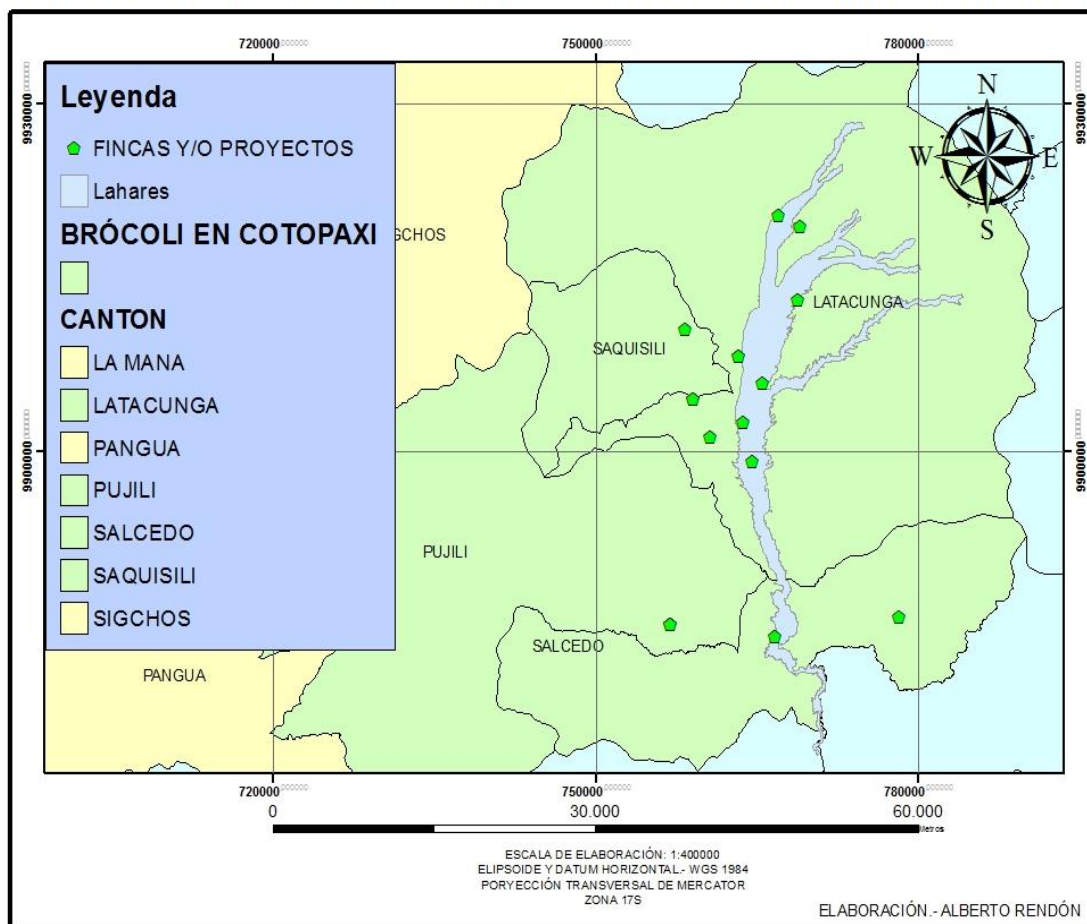 720000 750000 780000
9930000 9930000
Leyenda
FINCAS Y/O PROYECTOS
Lahares
BRÓCOLI EN COTOPAXI
CANTON
LA MANA
LATACUNGA
PANGUA
PUJILI
SALCEDO
SAQUISILI
SIGCHOS
N
W E
S
GCHOS
LATACUNGA
SAQUISILI
9900000 9900000
PUJILI
SALCEDO
PANGUA
720000 750000 780000
0 30.000 60.000
Metros
ESCALA DE ELABORACIÓN: 1:400000
ELIPSOIDE Y DATUM HORIZONTAL.- WGS 1984
PORYECCIÓN TRANSVERSAL DE MERCATOR
ZONA 17S
ELABORACIÓN.- ALBERTO RENDÓN